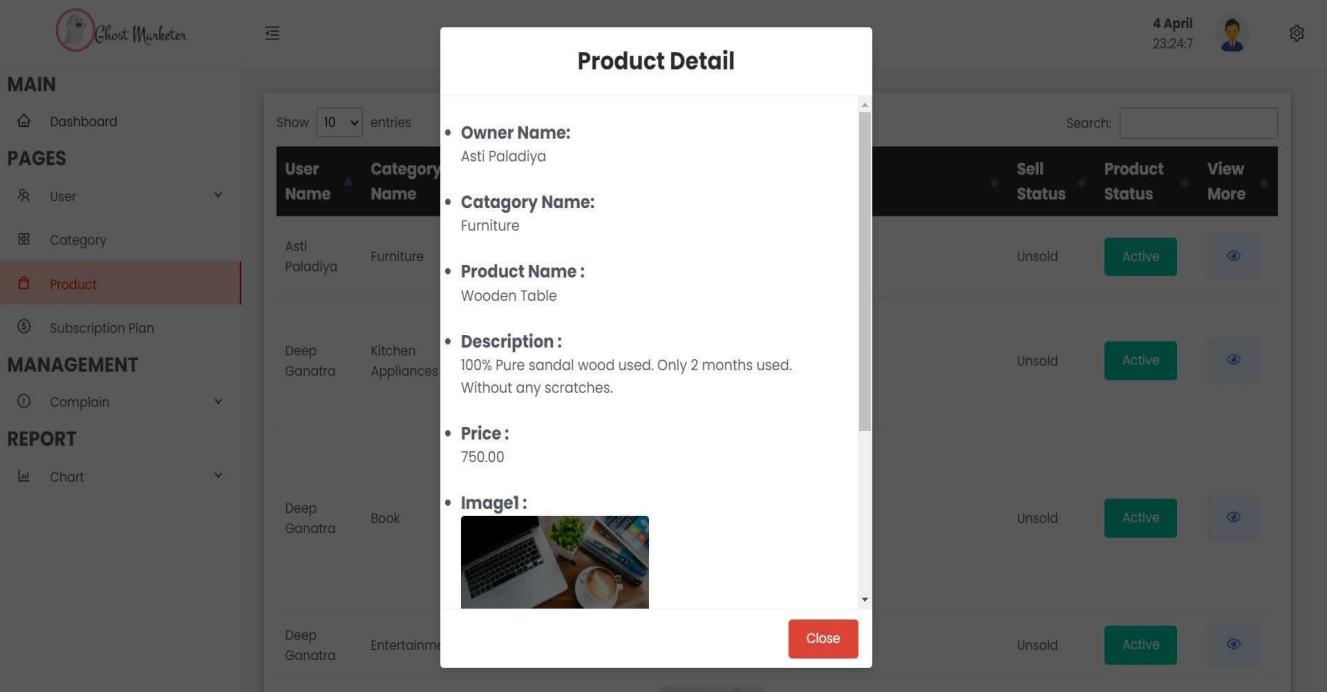 Ghost Marketer
4 April
23:24:7
MAIN
Dashboard
PAGES
User
Category
Product
Subscription Plan
MANAGEMENT
Complain
REPORT
Chart
Show 10 entries
Search:
User Name
Category Name
Sell Status
Product Status
View More
Asti Paladiya
Furniture
Unsold
Active
Deep Ganatra
Kitchen Appliances
Unsold
Active
Deep Ganatra
Book
Unsold
Active
Deep Ganatra
Entertainme
Unsold
Active
Product Detail
Owner Name:
Asti Paladiya
Catagory Name:
Furniture
Product Name :
Wooden Table
Description :
100% Pure sandal wood used. Only 2 months used.
Without any scratches.
Price :
750.00
Image1 :
Close